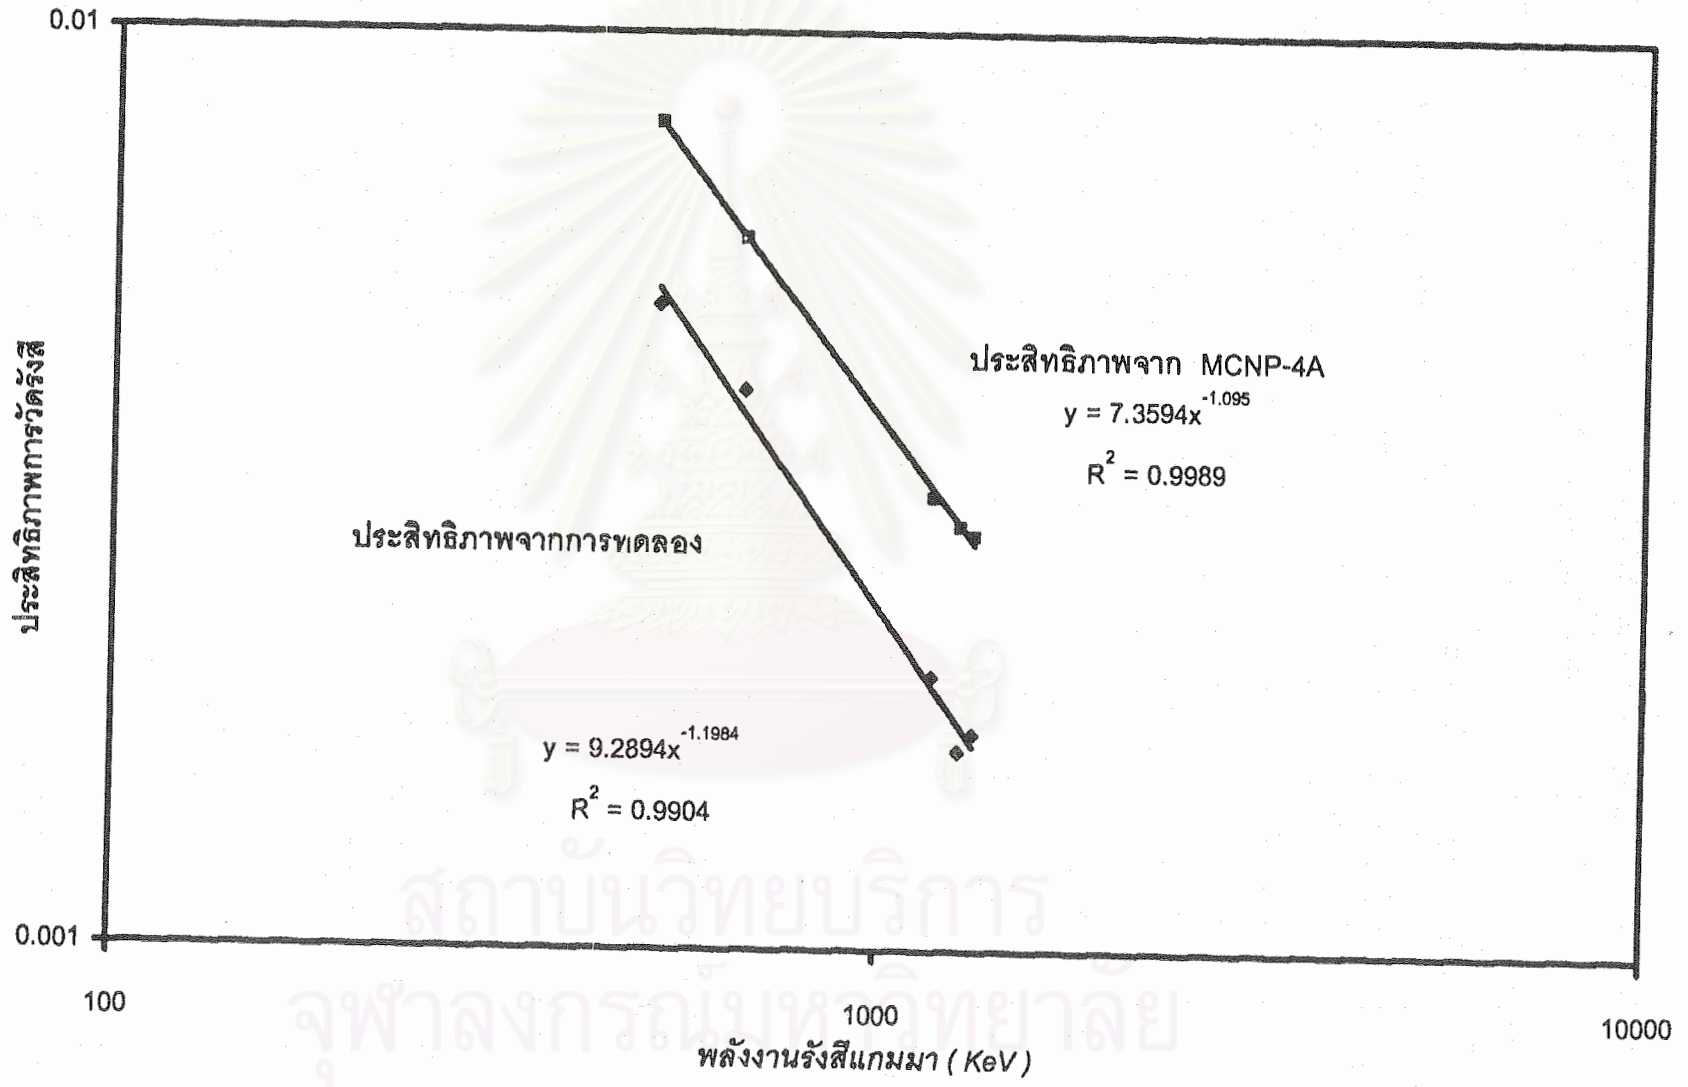 0.01
ประสิทธิภาพการวัดรังสี
ประสิทธิภาพจาก MCNP-4A
y = 7.3594x^-1.095
R^2 = 0.9989
ประสิทธิภาพจากการทดลอง
y = 9.2894x^-1.1984
R^2 = 0.9904
0.001
100
1000
10000
พลังงานรังสีแกมมา ( KeV )
สถาบันวิทยบริการ
จุฬาลงกรณ์มหาวิทยาลัย